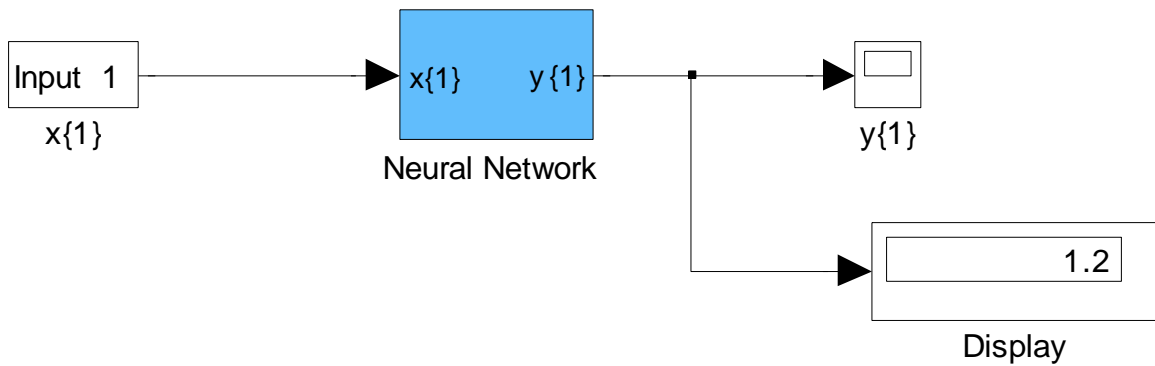 Input 1
x{1}
x{1}
y{1}
Neural Network
y{1}
1.2
Display